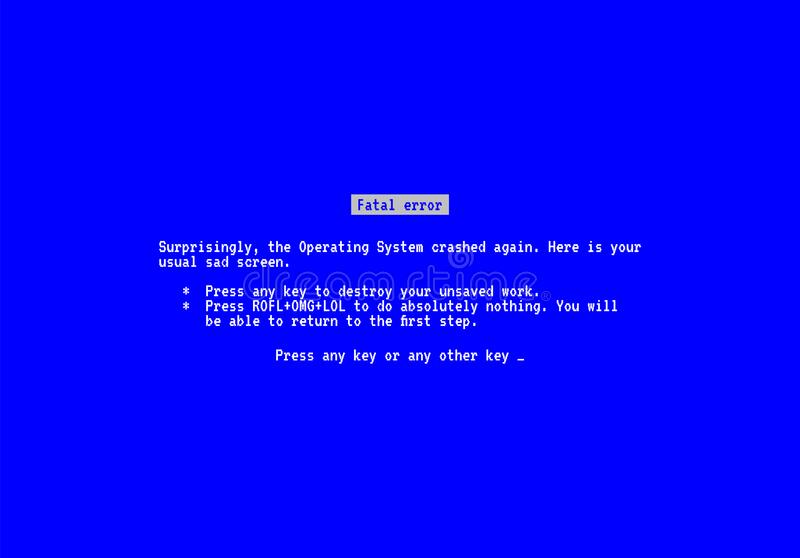 Fatal error
Surprisingly, the Operating System crashed again. Here is your
usual sad screen.
* Press any key to destroy your unsaved work.
* Press ROFL+OMG+LOL to do absolutely nothing. You will
be able to return to the first step.
Press any key or any other key _
dreamstime®